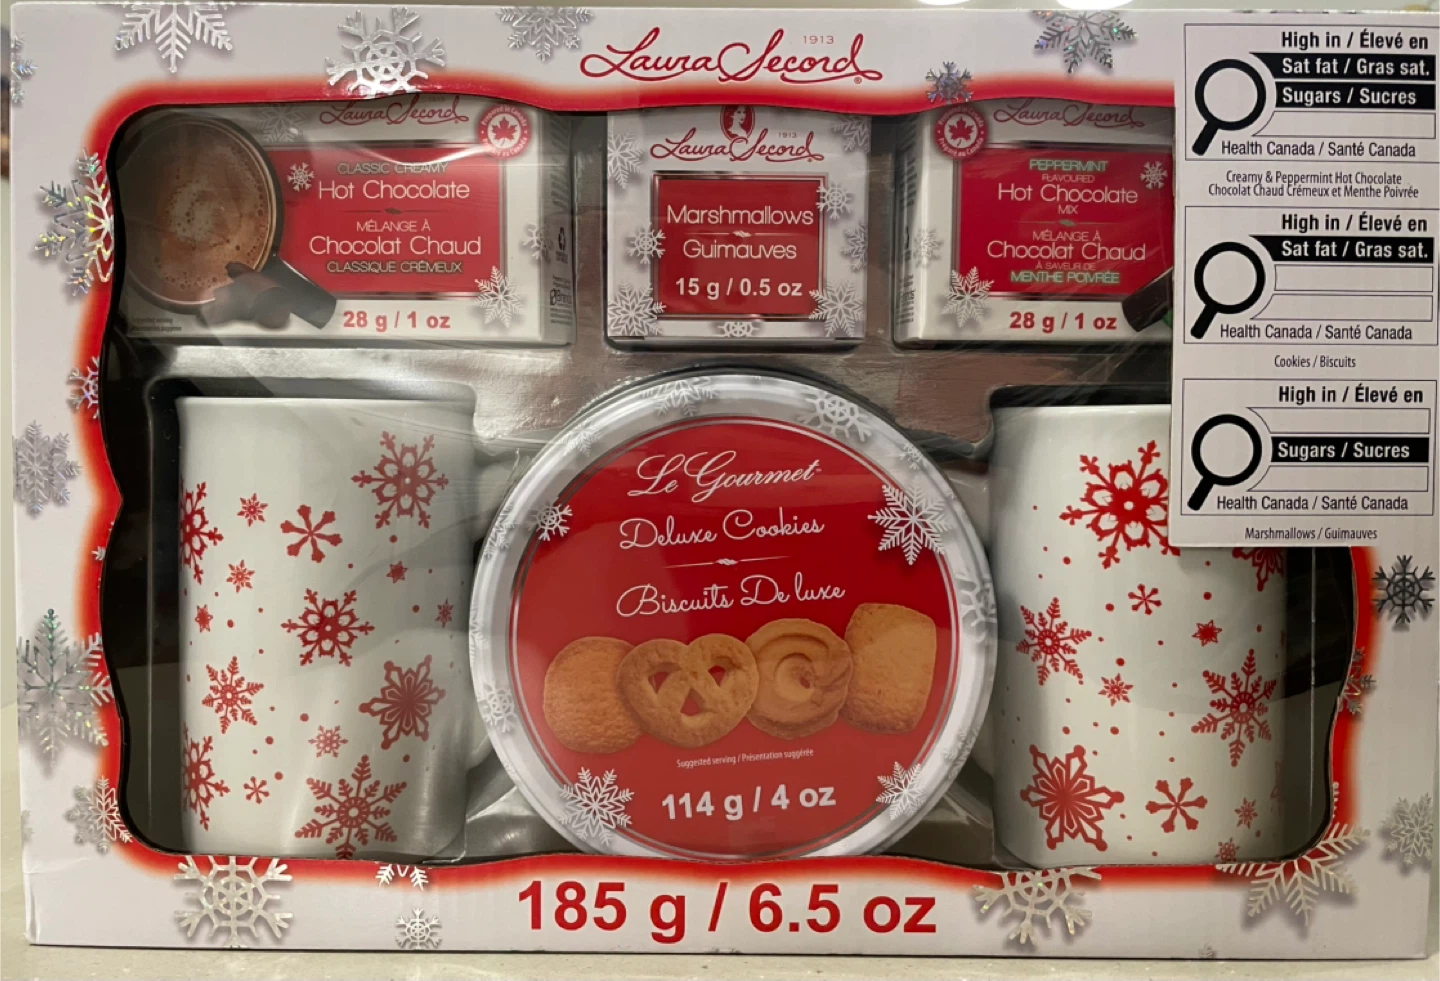 1913
Laura Secord
High in / Élevé en
Sat fat / Gras sat.
Sugars / Sucres
Health Canada / Santé Canada
Creamy & Peppermint Hot Chocolate
Chocolat Chaud Crémeux et Menthe Poivrée
High in / Élevé en
Sat fat / Gras sat.
Health Canada / Santé Canada
Cookies / Biscuits
High in / Élevé en
Sugars / Sucres
Health Canada / Santé Canada
Marshmallows / Guimauves
Laura Secord
CLASSIC CREAMY
Hot Chocolate
MÉLANGE À
Chocolat Chaud
CLASSIQUE CRÉMEUX
28 g / 1 oz
1913
Laura Secord
Marshmallows
Guimauves
15 g / 0.5 oz
Laura Secord
PEPPERMINT
FLAVOURED
Hot Chocolate
MIX
MÉLANGE À
Chocolat Chaud
À SAVEUR DE
MENTHE POIVRÉE
28 g / 1 oz
Le Gourmet
Deluxe Cookies
Biscuits De luxe
Suggested serving / Présentation suggérée
114 g / 4 oz
185 g / 6.5 oz